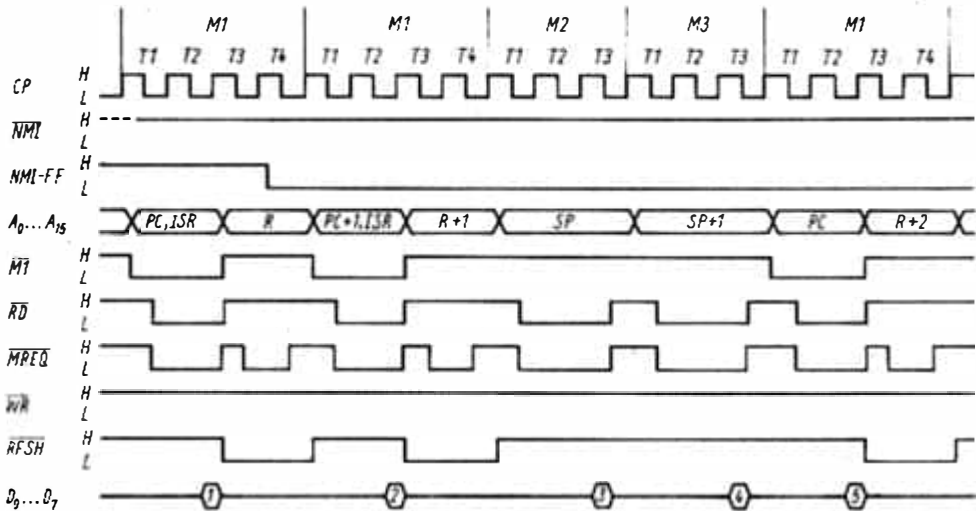 M1 M1 M2 M3 M1
T1 T2 T3 T4 T1 T2 T3 T4 T1 T2 T3 T1 T2 T3 T1 T2 T3 T4
CP H
L
NMI H
L
NMI-FF H
L
A0...A15 PC,ISR R PC+1,ISR R+1 SP SP+1 PC R+2
M1 H
L
RD H
L
MREQ H
L
WR H
L
RFSH H
L
D0...D7 1 2 3 4 5